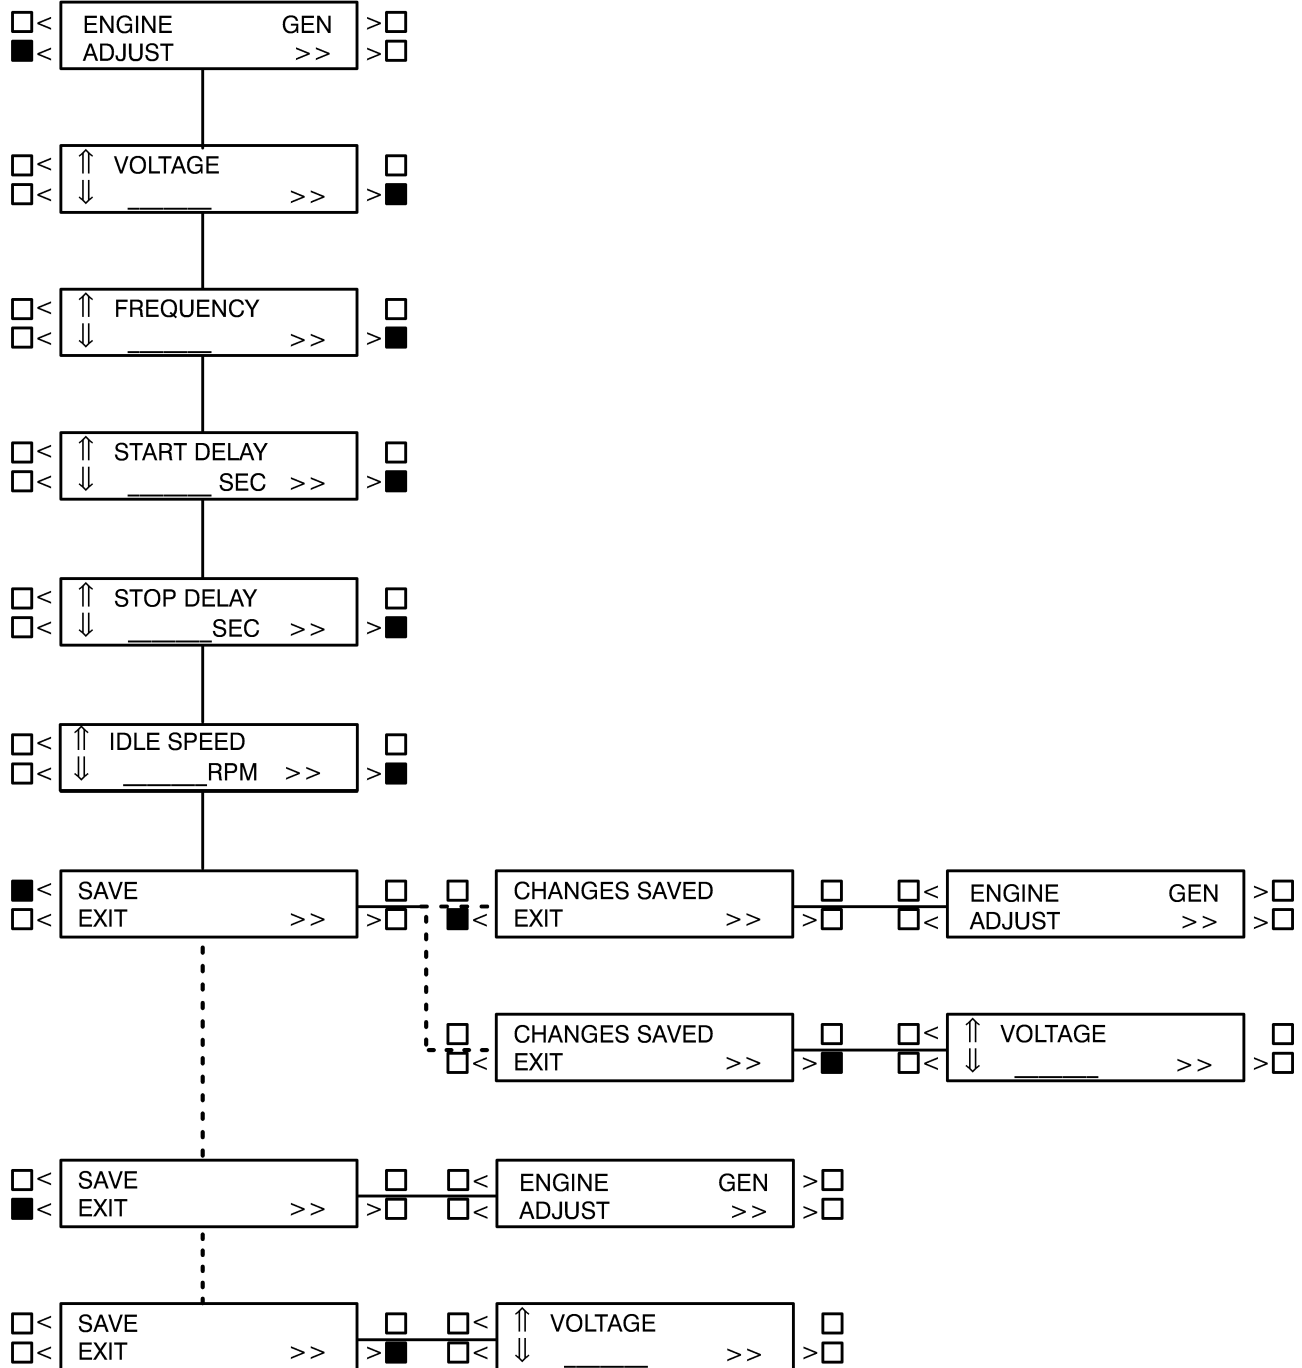 < ENGINE GEN >
< ADJUST >> >
< ⇑ VOLTAGE
< ⇓ ______ >> >
< ⇑ FREQUENCY
< ⇓ ______ >> >
< ⇑ START DELAY
< ⇓ ______ SEC >> >
< ⇑ STOP DELAY
< ⇓ ______SEC >> >
< ⇑ IDLE SPEED
< ⇓ ______RPM >> >
< SAVE
< EXIT >> >
CHANGES SAVED
< EXIT >> >
< ENGINE GEN >
< ADJUST >> >
CHANGES SAVED
< EXIT >> >
< ⇑ VOLTAGE
< ⇓ ______ >> >
< SAVE
< EXIT >> >
< ENGINE GEN >
< ADJUST >> >
< SAVE
< EXIT >> >
< ⇑ VOLTAGE
< ⇓ ______ >> >